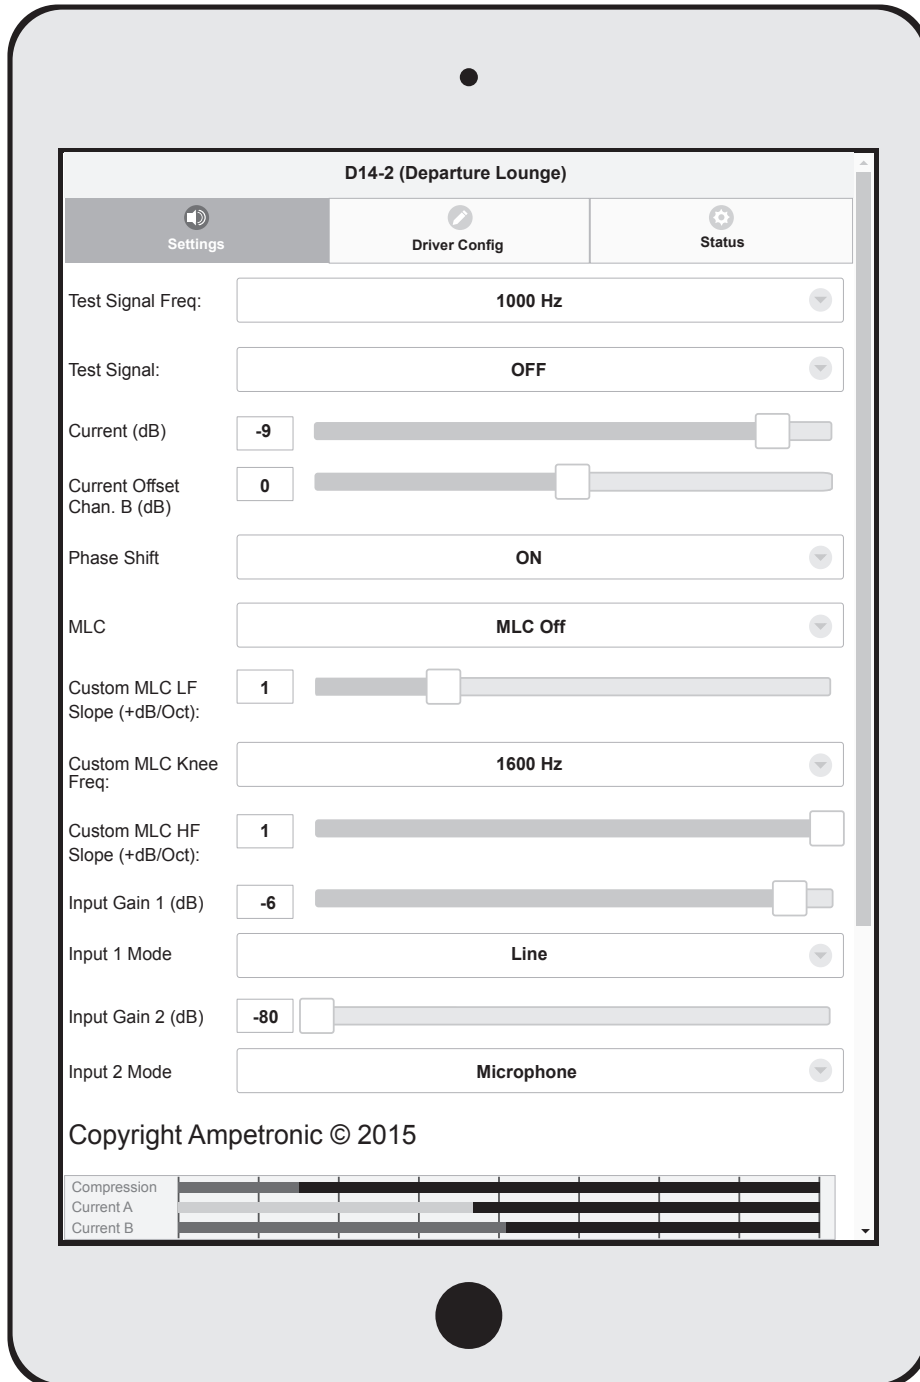 D14-2 (Departure Lounge)
Settings
Driver Config
Status
Test Signal Freq:
1000 Hz
Test Signal:
OFF
Current (dB)
-9
Current Offset
Chan. B (dB)
0
Phase Shift
ON
MLC
MLC Off
Custom MLC LF
Slope (+dB/Oct):
1
Custom MLC Knee
Freq:
1600 Hz
Custom MLC HF
Slope (+dB/Oct):
1
Input Gain 1 (dB)
-6
Input 1 Mode
Line
Input Gain 2 (dB)
-80
Input 2 Mode
Microphone
Copyright Ampetronic © 2015
Compression
Current A
Current B